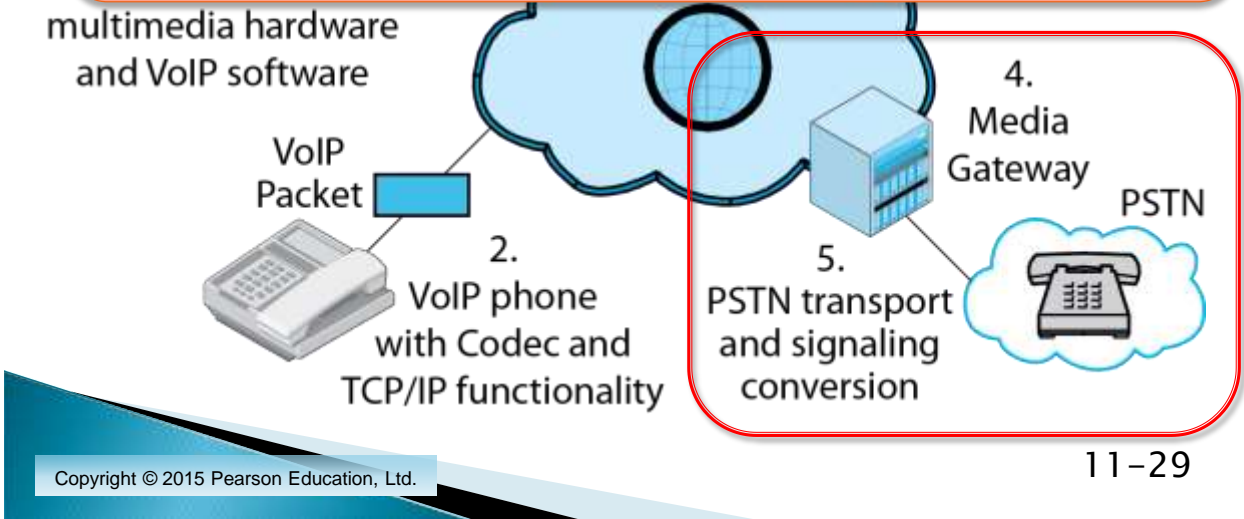 multimedia hardware
and VoIP software
VoIP
Packet
2.
VoIP phone
with Codec and
TCP/IP functionality
4.
Media
Gateway
PSTN
5.
PSTN transport
and signaling
conversion
Copyright © 2015 Pearson Education, Ltd.
11-29